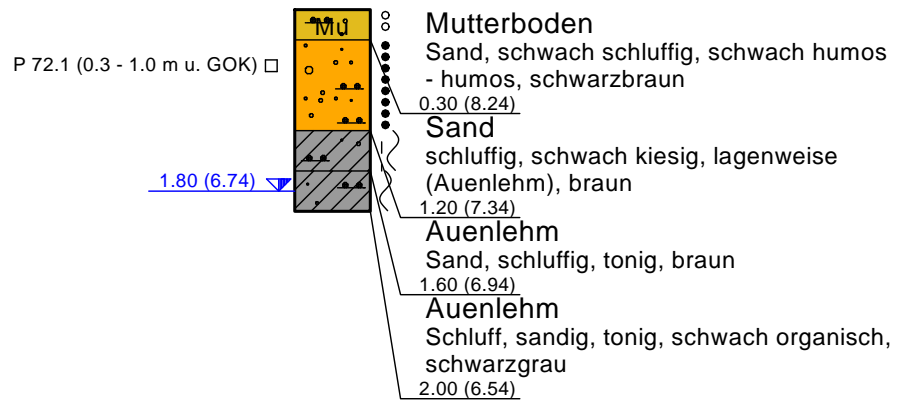 Mu
Mutterboden
Sand, schwach schluffig, schwach humos
- humos, schwarzbraun
P 72.1 (0.3 - 1.0 m u. GOK)
0.30 (8.24)
Sand
schluffig, schwach kiesig, lagenweise
(Auenlehm), braun
1.80 (6.74)
1.20 (7.34)
Auenlehm
Sand, schluffig, tonig, braun
1.60 (6.94)
Auenlehm
Schluff, sandig, tonig, schwach organisch,
schwarzgrau
2.00 (6.54)